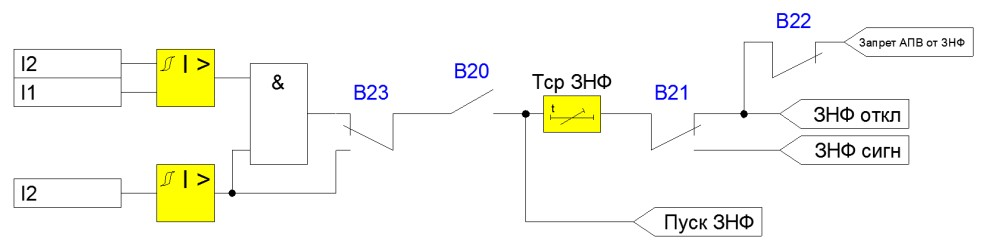 B22
I2
I >
Запрет АПВ от ЗНФ
I1
&
B23
B20
Тср ЗНФ
t
B21
ЗНФ откл
ЗНФ сигн
I2
I >
Пуск ЗНФ